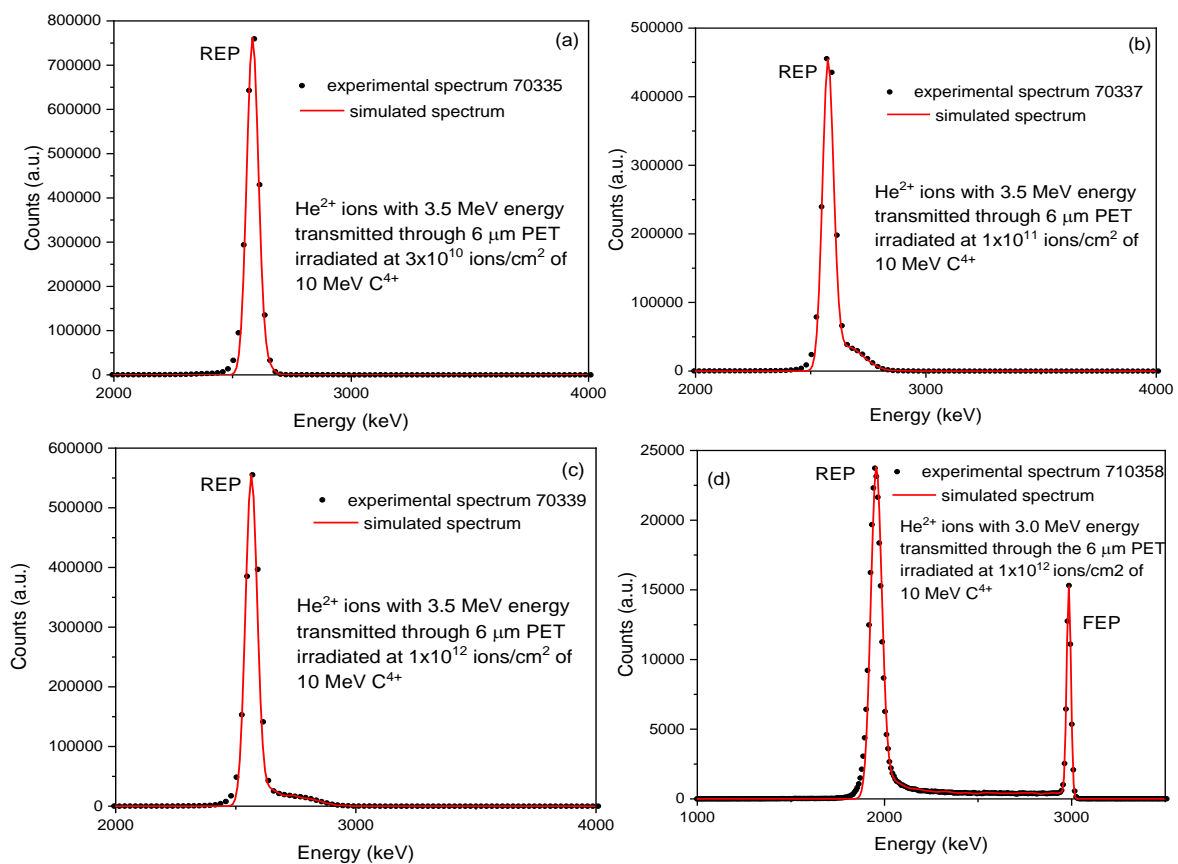 (a)
REP
experimental spectrum 70335
simulated spectrum
He²⁺ ions with 3.5 MeV energy
transmitted through 6 μm PET
irradiated at 3x10¹⁰ ions/cm² of
10 MeV C⁴⁺
800000
700000
600000
500000
400000
300000
200000
100000
0
2000
3000
4000
Counts (a.u.)
Energy (keV)
(b)
REP
experimental spectrum 70337
simulated spectrum
He²⁺ ions with 3.5 MeV energy
transmitted through 6 μm PET
irradiated at 1x10¹¹ ions/cm² of
10 MeV C⁴⁺
500000
400000
300000
200000
100000
0
2000
3000
4000
Counts (a.u.)
Energy (keV)
(c)
REP
experimental spectrum 70339
simulated spectrum
He²⁺ ions with 3.5 MeV energy
transmitted through 6 μm PET
irradiated at 1x10¹² ions/cm² of
10 MeV C⁴⁺
600000
500000
400000
300000
200000
100000
0
2000
3000
4000
Counts (a.u.)
Energy (keV)
(d)
REP
experimental spectrum 710358
simulated spectrum
He²⁺ ions with 3.0 MeV energy
transmitted through the 6 μm PET
irradiated at 1x10¹² ions/cm2 of
10 MeV C⁴⁺
FEP
25000
20000
15000
10000
5000
0
1000
2000
3000
Counts (a.u.)
Energy (keV)